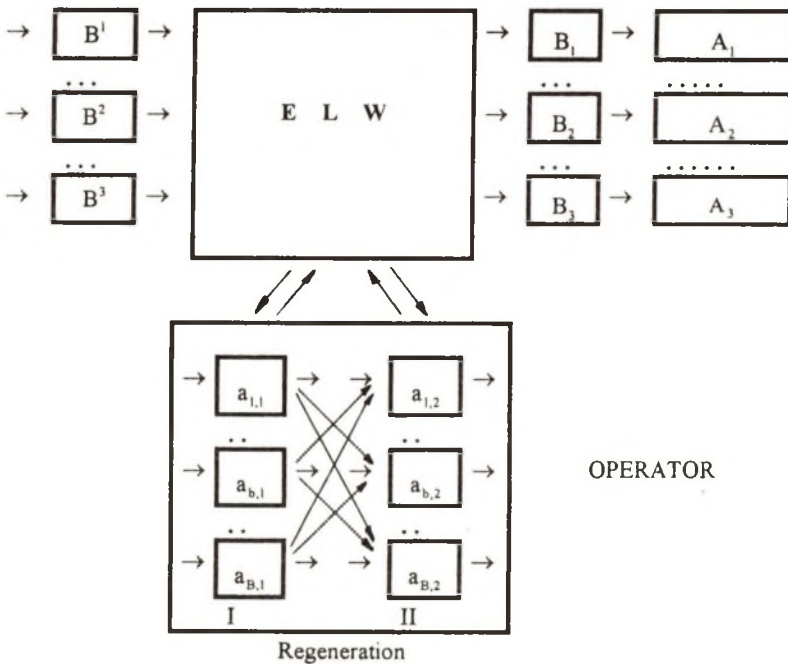 B¹ B₁ A₁
E L W
B² B₂ A₂
B³ B₃ A₃
a₁,₁ a₁,₂
OPERATOR
a_b,1 a_b,2
a_B,1 a_B,2
I II
Regeneration